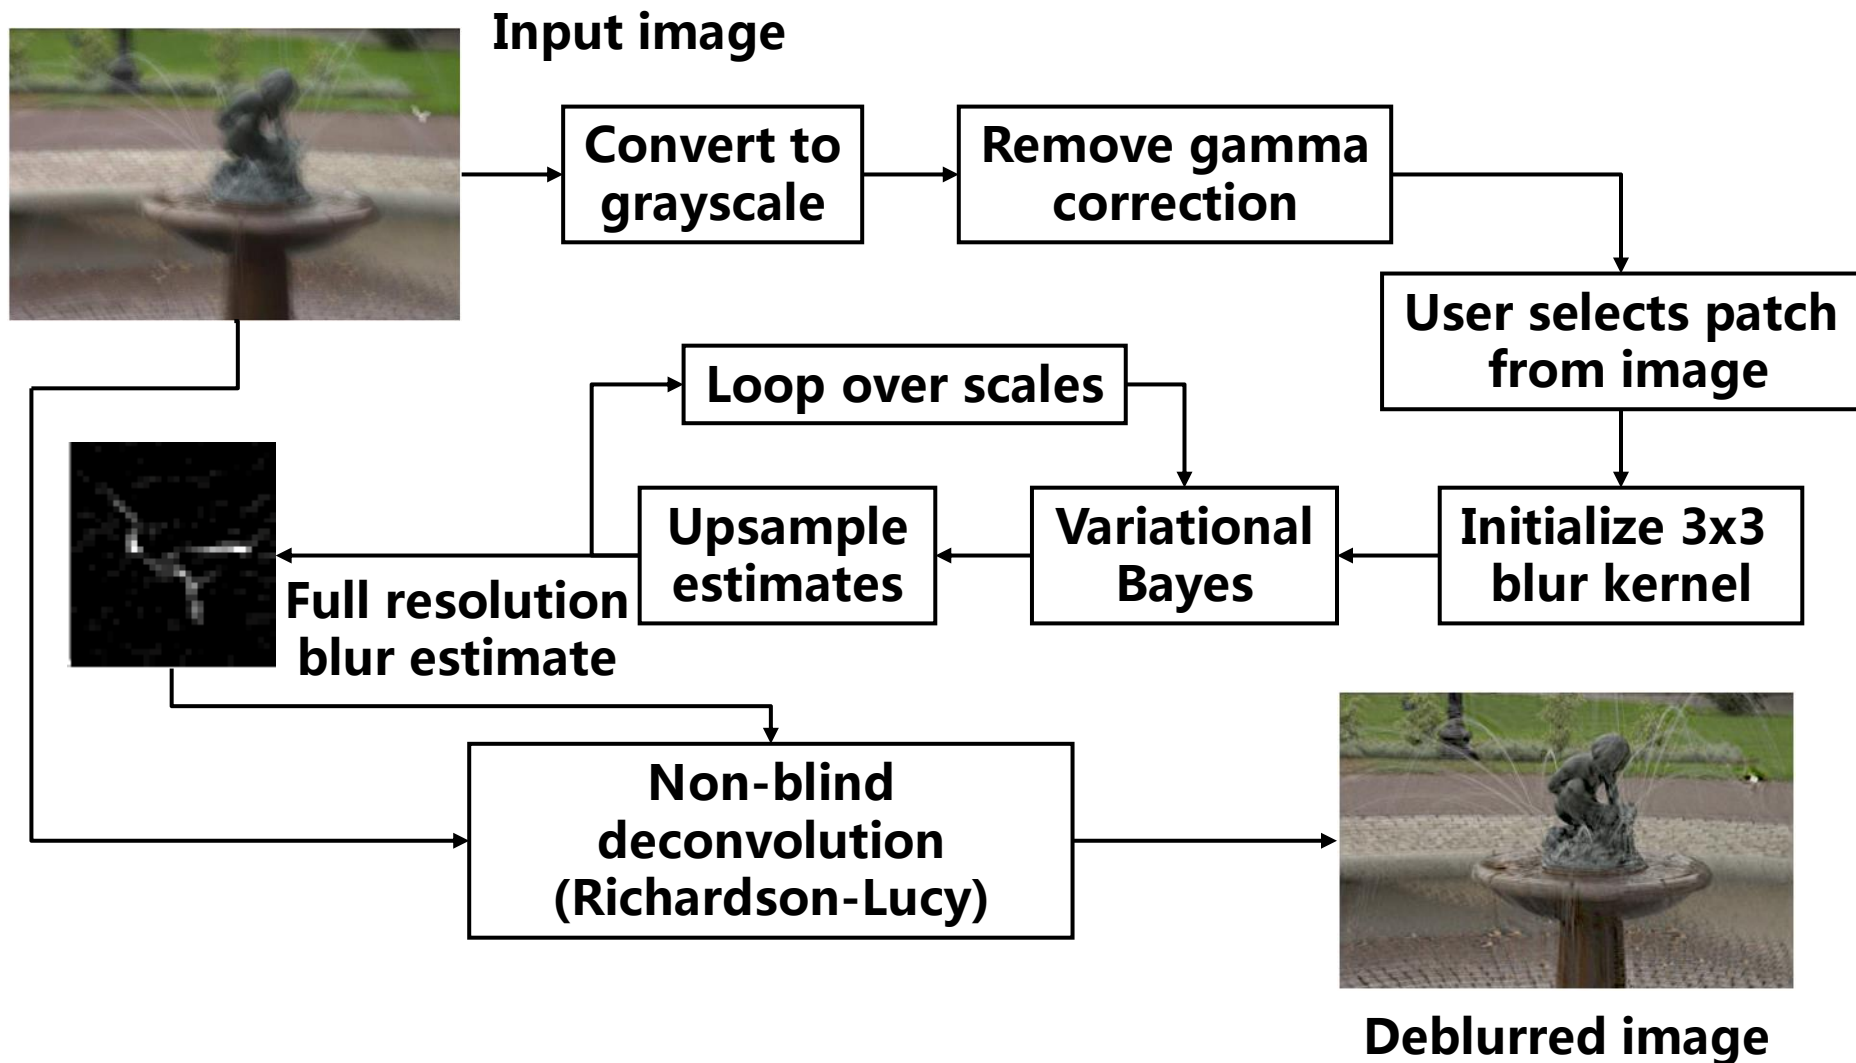 Input image
Convert to
grayscale
Remove gamma
correction
User selects patch
from image
Loop over scales
Upsample
estimates
Variational
Bayes
Initialize 3x3
blur kernel
Full resolution
blur estimate
Non-blind
deconvolution
(Richardson-Lucy)
Deblurred image